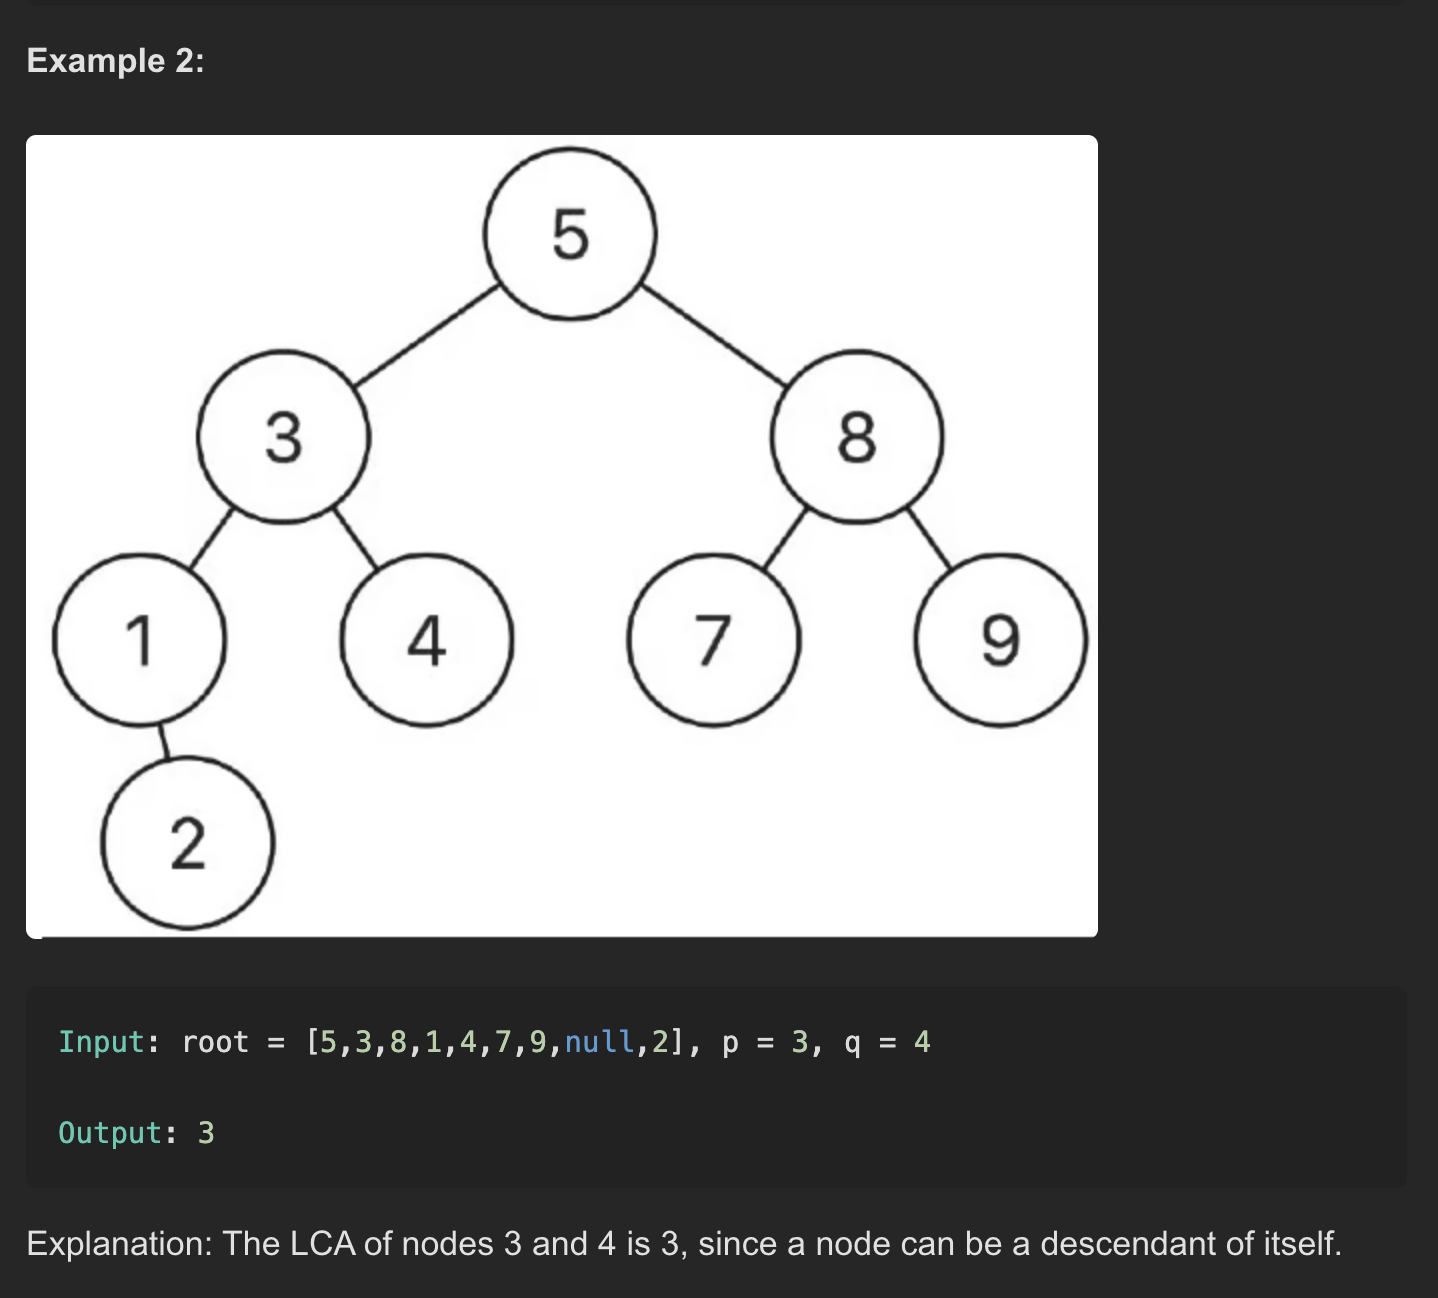 Example 2:
5
3
8
1
4
7
9
2
Input: root = [5,3,8,1,4,7,9,null,2], p = 3, q = 4
Output: 3
Explanation: The LCA of nodes 3 and 4 is 3, since a node can be a descendant of itself.